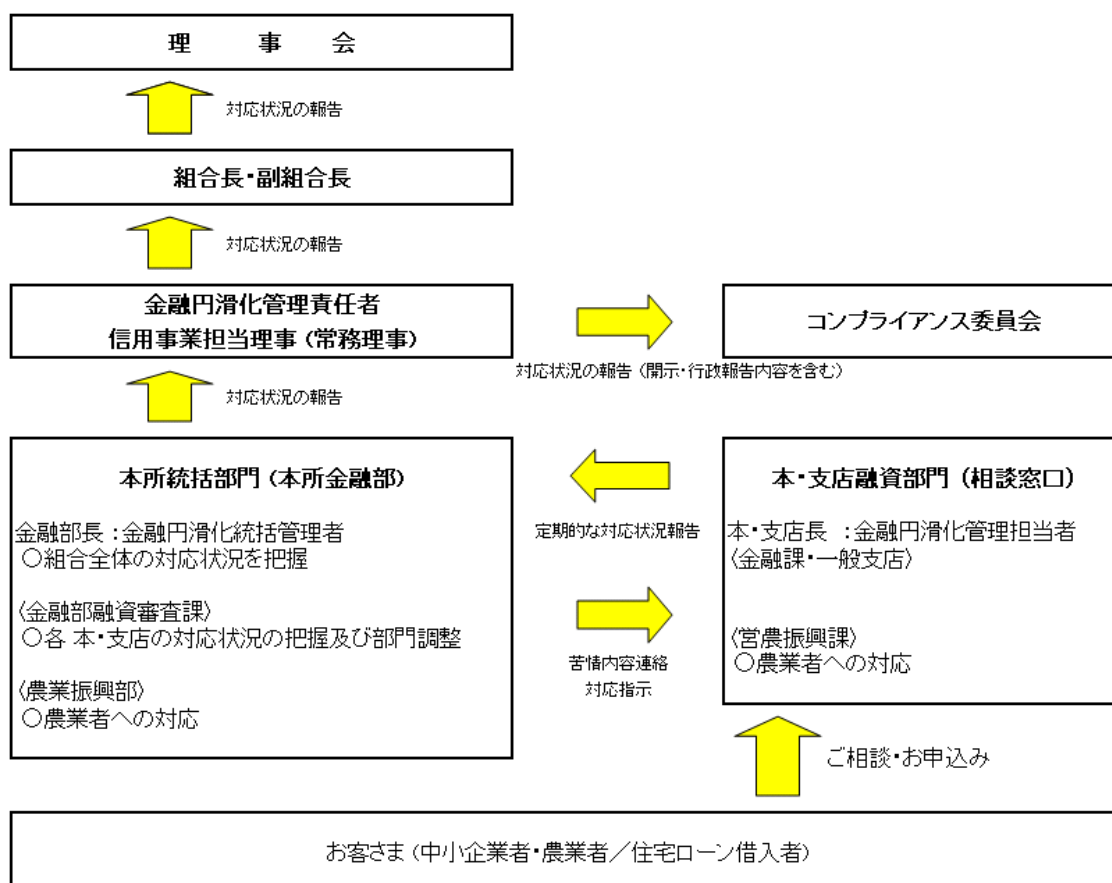 理 事 会
対応状況の報告
組合長・副組合長
対応状況の報告
金融円滑化管理責任者
信用事業担当理事（常務理事）
コンプライアンス委員会
対応状況の報告（開示・行政報告内容を含む）
対応状況の報告
本所統括部門（本所金融部）
金融部長：金融円滑化統括管理者
○組合全体の対応状況を把握
〈金融部融資審査課〉
○各 本・支店の対応状況の把握及び部門調整
〈農業振興部〉
○農業者への対応
定期的な対応状況報告
苦情内容連絡
対応指示
本・支店融資部門（相談窓口）
本・支店長 ：金融円滑化管理担当者
〈金融課・一般支店〉
〈営農振興課〉
○農業者への対応
ご相談・お申込み
お客さま（中小企業者・農業者／住宅ローン借入者）